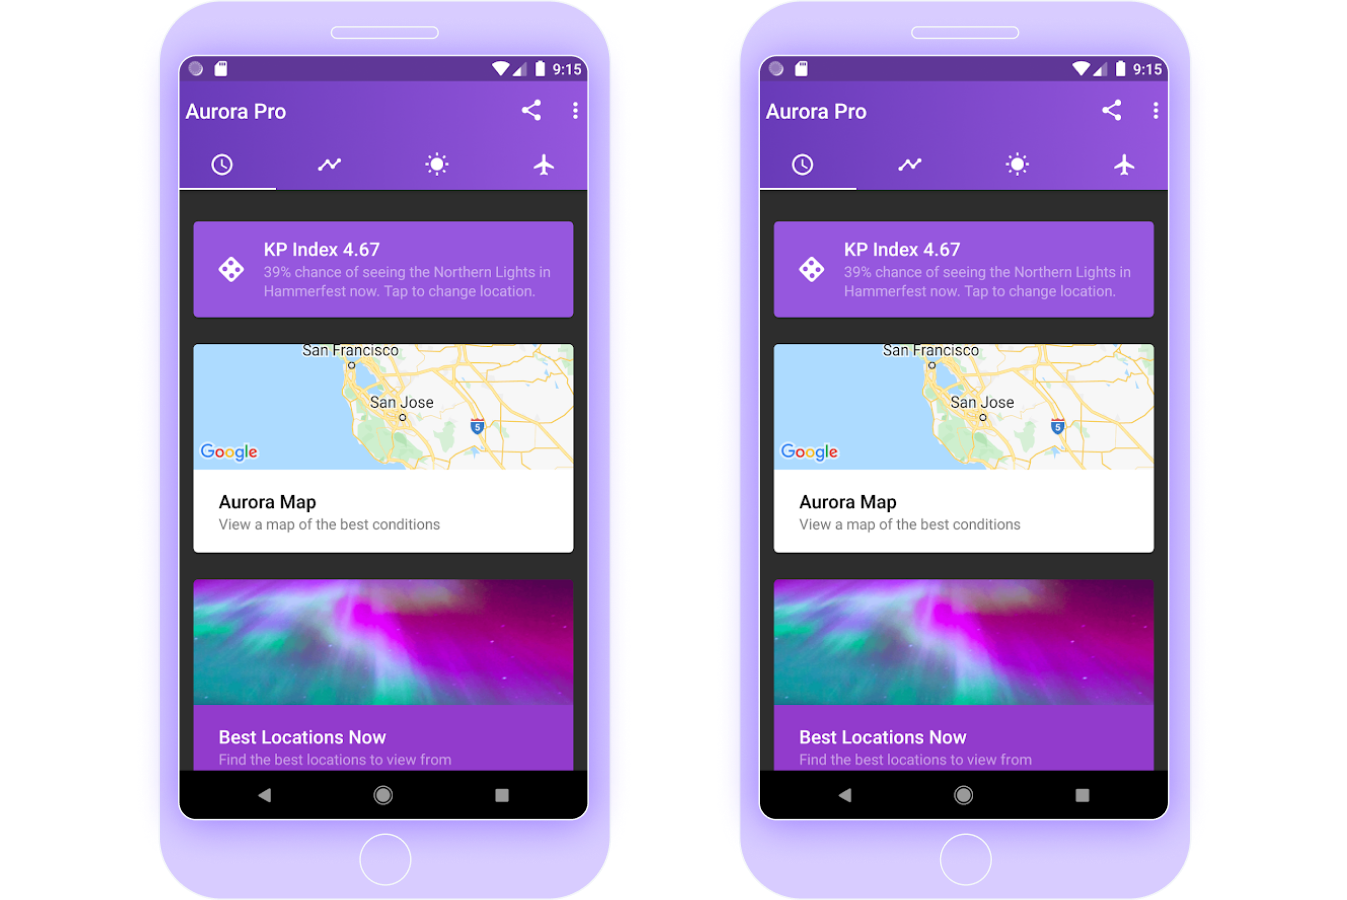 9:15
Aurora Pro
KP Index 4.67
39% chance of seeing the Northern Lights in
Hammerfest now. Tap to change location.
San Francisco
San Jose
5
Google
Aurora Map
View a map of the best conditions
Best Locations Now
Find the best locations to view from
9:15
Aurora Pro
KP Index 4.67
39% chance of seeing the Northern Lights in
Hammerfest now. Tap to change location.
San Francisco
San Jose
5
Google
Aurora Map
View a map of the best conditions
Best Locations Now
Find the best locations to view from